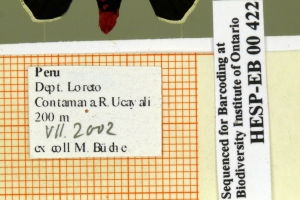 Peru
Dept. Loreto
Contamana R. Ucayali
200 m
VII. 2002
ex coll M. Büche
Sequenced for Barcoding at
Biodiversity Institute of Ontario
HESP-EB 00 422